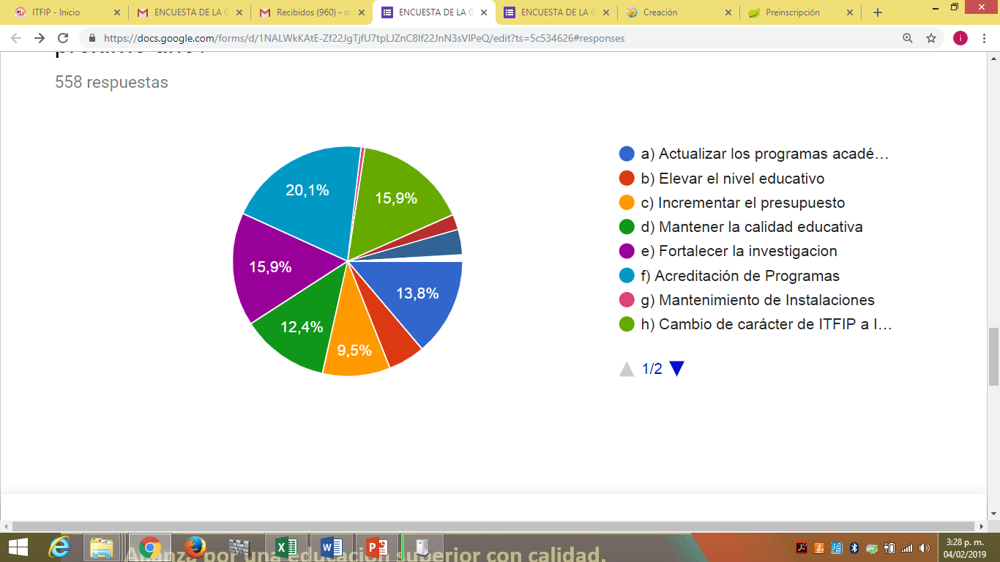 ITFIP - Inicio
ENCUESTA DE LA G
Recibidos (960) - n
ENCUESTA DE LA G
ENCUESTA DE LA G
Creación
Preinscripción
https://docs.google.com/forms/d/1NALWkKAtE-Zf22JgTjfU7tpLJZnC8lf22JnN3sVlPeQ/edit?ts=5c534626#responses
i
558 respuestas
20,1%
15,9%
15,9%
13,8%
12,4%
9,5%
a) Actualizar los programas acadé…
b) Elevar el nivel educativo
c) Incrementar el presupuesto
d) Mantener la calidad educativa
e) Fortalecer la investigacion
f) Acreditación de Programas
g) Mantenimiento de Instalaciones
h) Cambio de carácter de ITFIP a I…
1/2
Alianza por una educación superior con calidad.
3:28 p. m.
04/02/2019